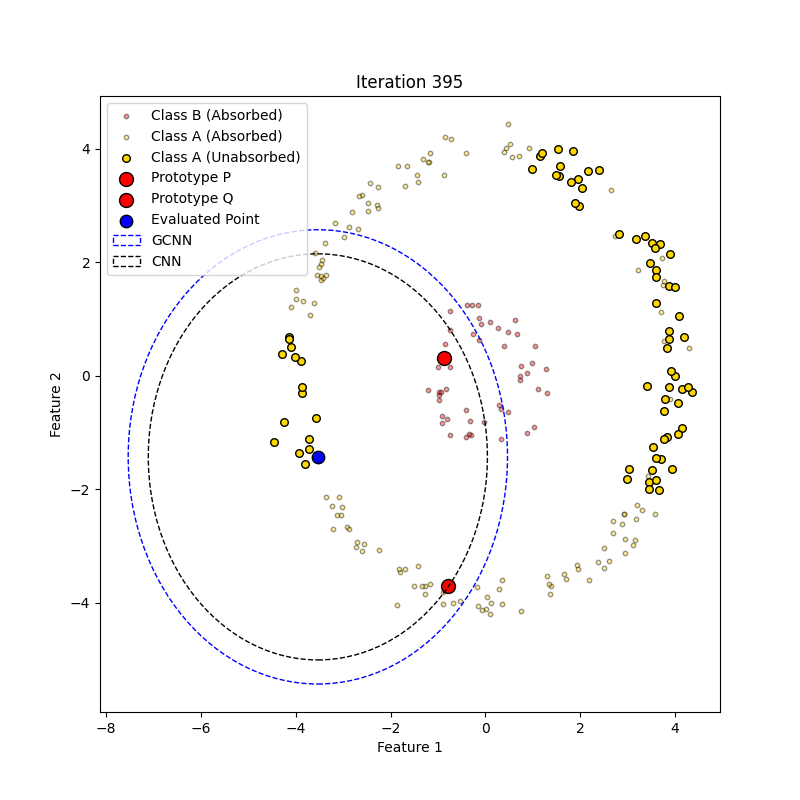 Iteration 395
Class B (Absorbed)
Class A (Absorbed)
Class A (Unabsorbed)
Prototype P
Prototype Q
Evaluated Point
GCNN
CNN
4
2
0
−2
−4
Feature 2
−8
−6
−4
−2
0
2
4
Feature 1